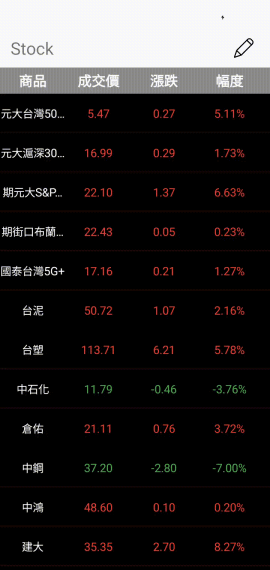 Stock
商品 成交價 漲跌 幅度
元大台灣50... 5.47 0.27 5.11%
元大滬深30... 16.99 0.29 1.73%
期元大S&P... 22.10 1.37 6.63%
期街口布蘭... 22.43 0.05 0.23%
國泰台灣5G+ 17.16 0.21 1.27%
台泥 50.72 1.07 2.16%
台塑 113.71 6.21 5.78%
中石化 11.79 -0.46 -3.76%
倉佑 21.11 0.76 3.72%
中鋼 37.20 -2.80 -7.00%
中鴻 48.60 0.10 0.20%
建大 35.35 2.70 8.27%